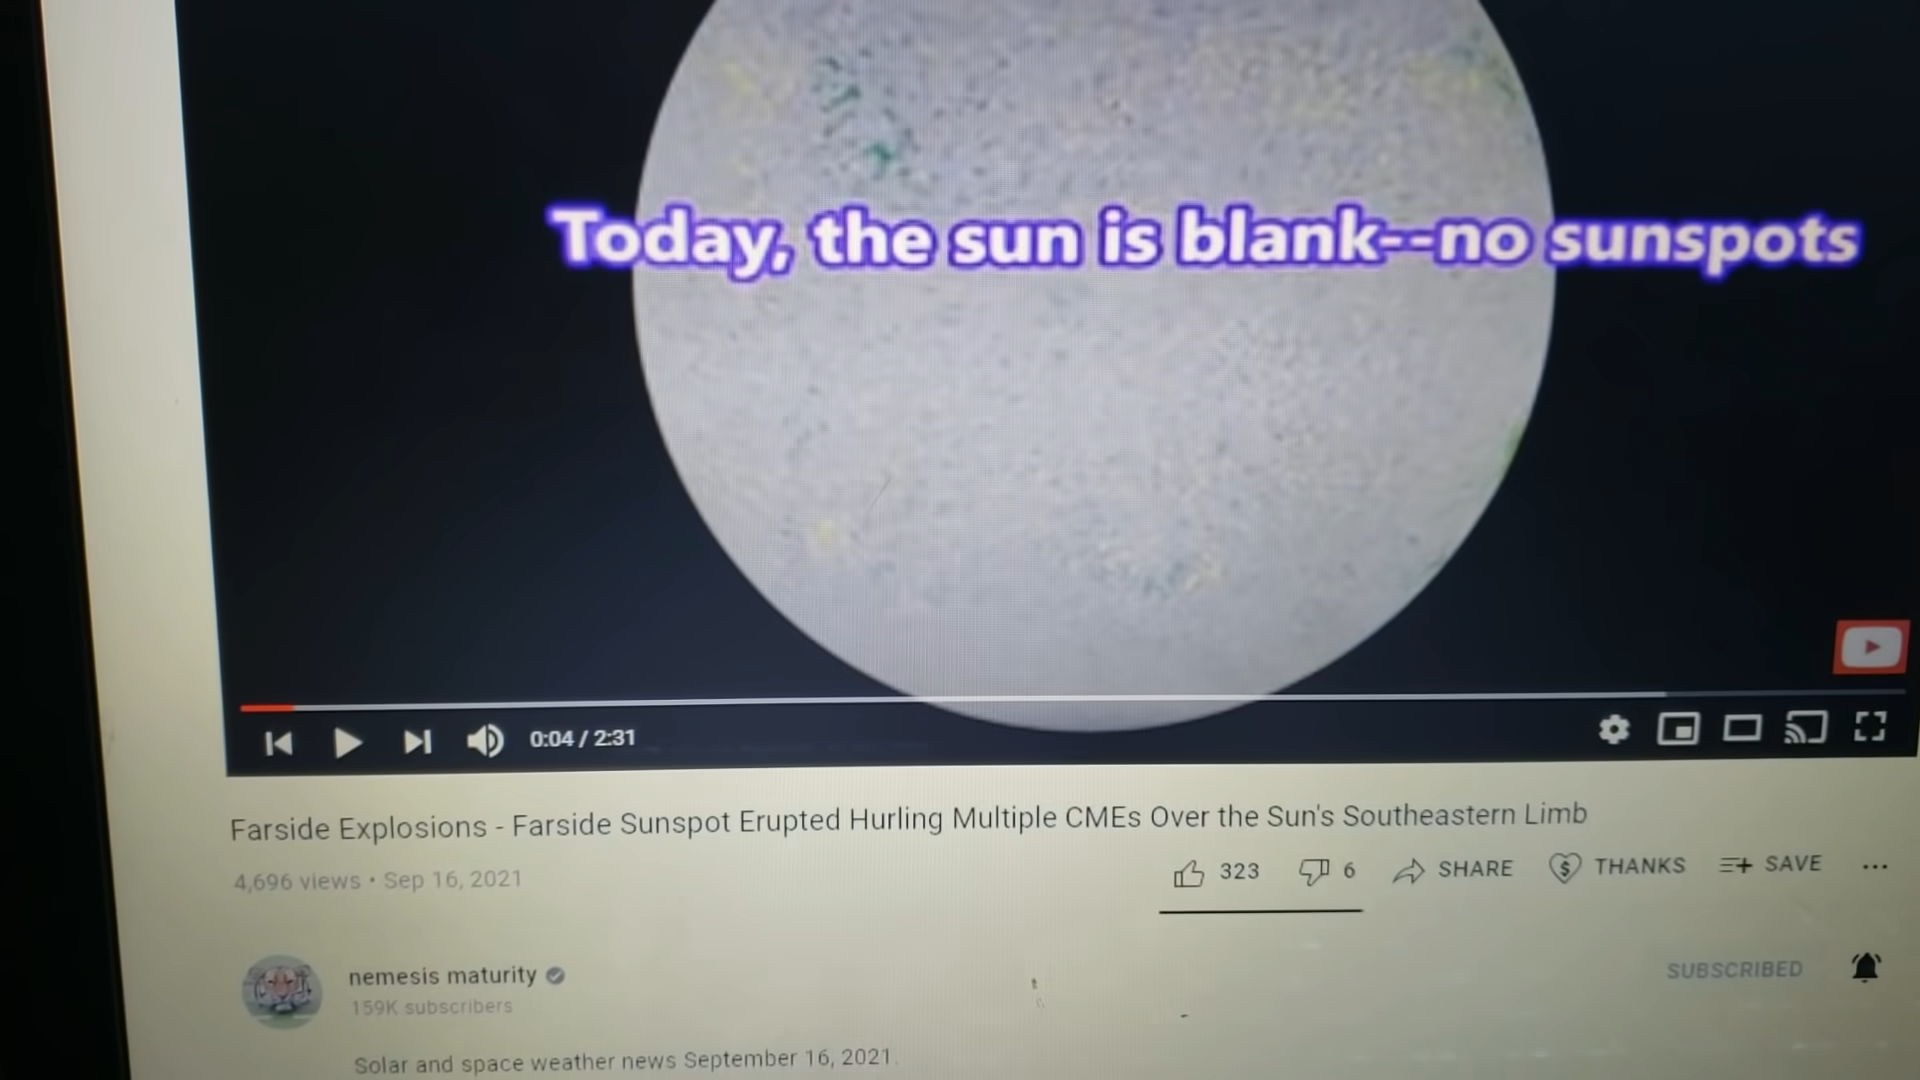 Today, the sun is blank--no sunspots
0:04 / 2:31
Farside Explosions - Farside Sunspot Erupted Hurling Multiple CMEs Over the Sun's Southeastern Limb
4,696 views • Sep 16, 2021
323
6
SHARE
THANKS
SAVE
nemesis maturity
159K subscribers
SUBSCRIBED
Solar and space weather news September 16, 2021.